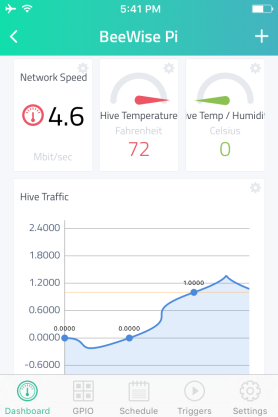 5:41 PM
BeeWise Pi
Network Speed
4.6
Mbit/sec
Hive Temperature
Fahrenheit
72
ve Temp / Humidit
Celsius
0
Hive Traffic
2.4000
1.8000
1.2000
0.6000
0.0000
-0.6000
0.0000
0.0000
1.0000
Dashboard
GPIO
Schedule
Triggers
Settings